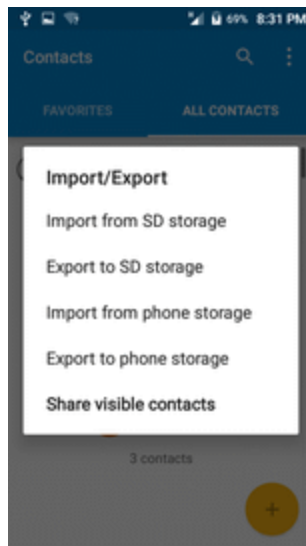 69% 8:31 PM
Contacts
FAVORITES ALL CONTACTS
Import/Export
Import from SD storage
Export to SD storage
Import from phone storage
Export to phone storage
Share visible contacts
3 contacts